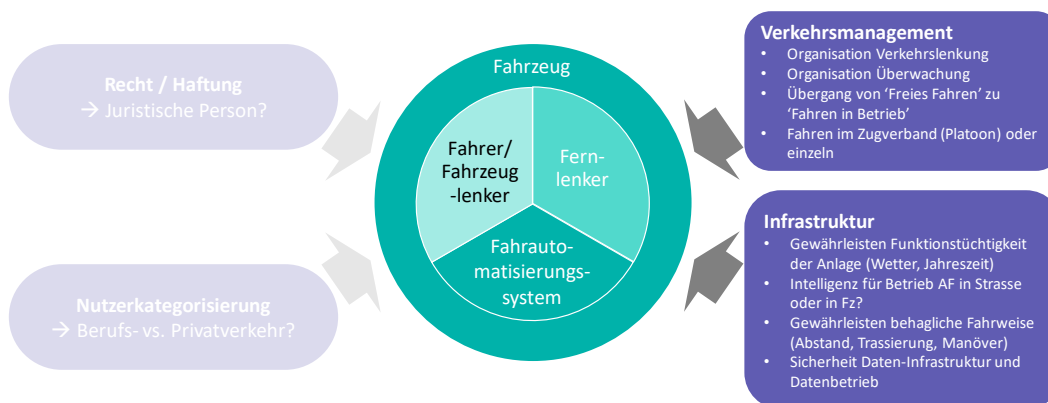 Recht / Haftung
→ Juristische Person?
Nutzerkategorisierung
→ Berufs- vs. Privatverkehr?
Fahrzeug
Fahrer/
Fahrzeug
-lenker
Fern-
lenker
Fahrauto-
matisierungs-
system
Verkehrsmanagement
• Organisation Verkehrslenkung
• Organisation Überwachung
• Übergang von ‘Freies Fahren’ zu
‘Fahren in Betrieb’
• Fahren im Zugverband (Platoon) oder
einzeln
Infrastruktur
• Gewährleisten Funktionstüchtigkeit
der Anlage (Wetter, Jahreszeit)
• Intelligenz für Betrieb AF in Strasse
oder in Fz?
• Gewährleisten behagliche Fahrweise
(Abstand, Trassierung, Manöver)
• Sicherheit Daten-Infrastruktur und
Datenbetrieb